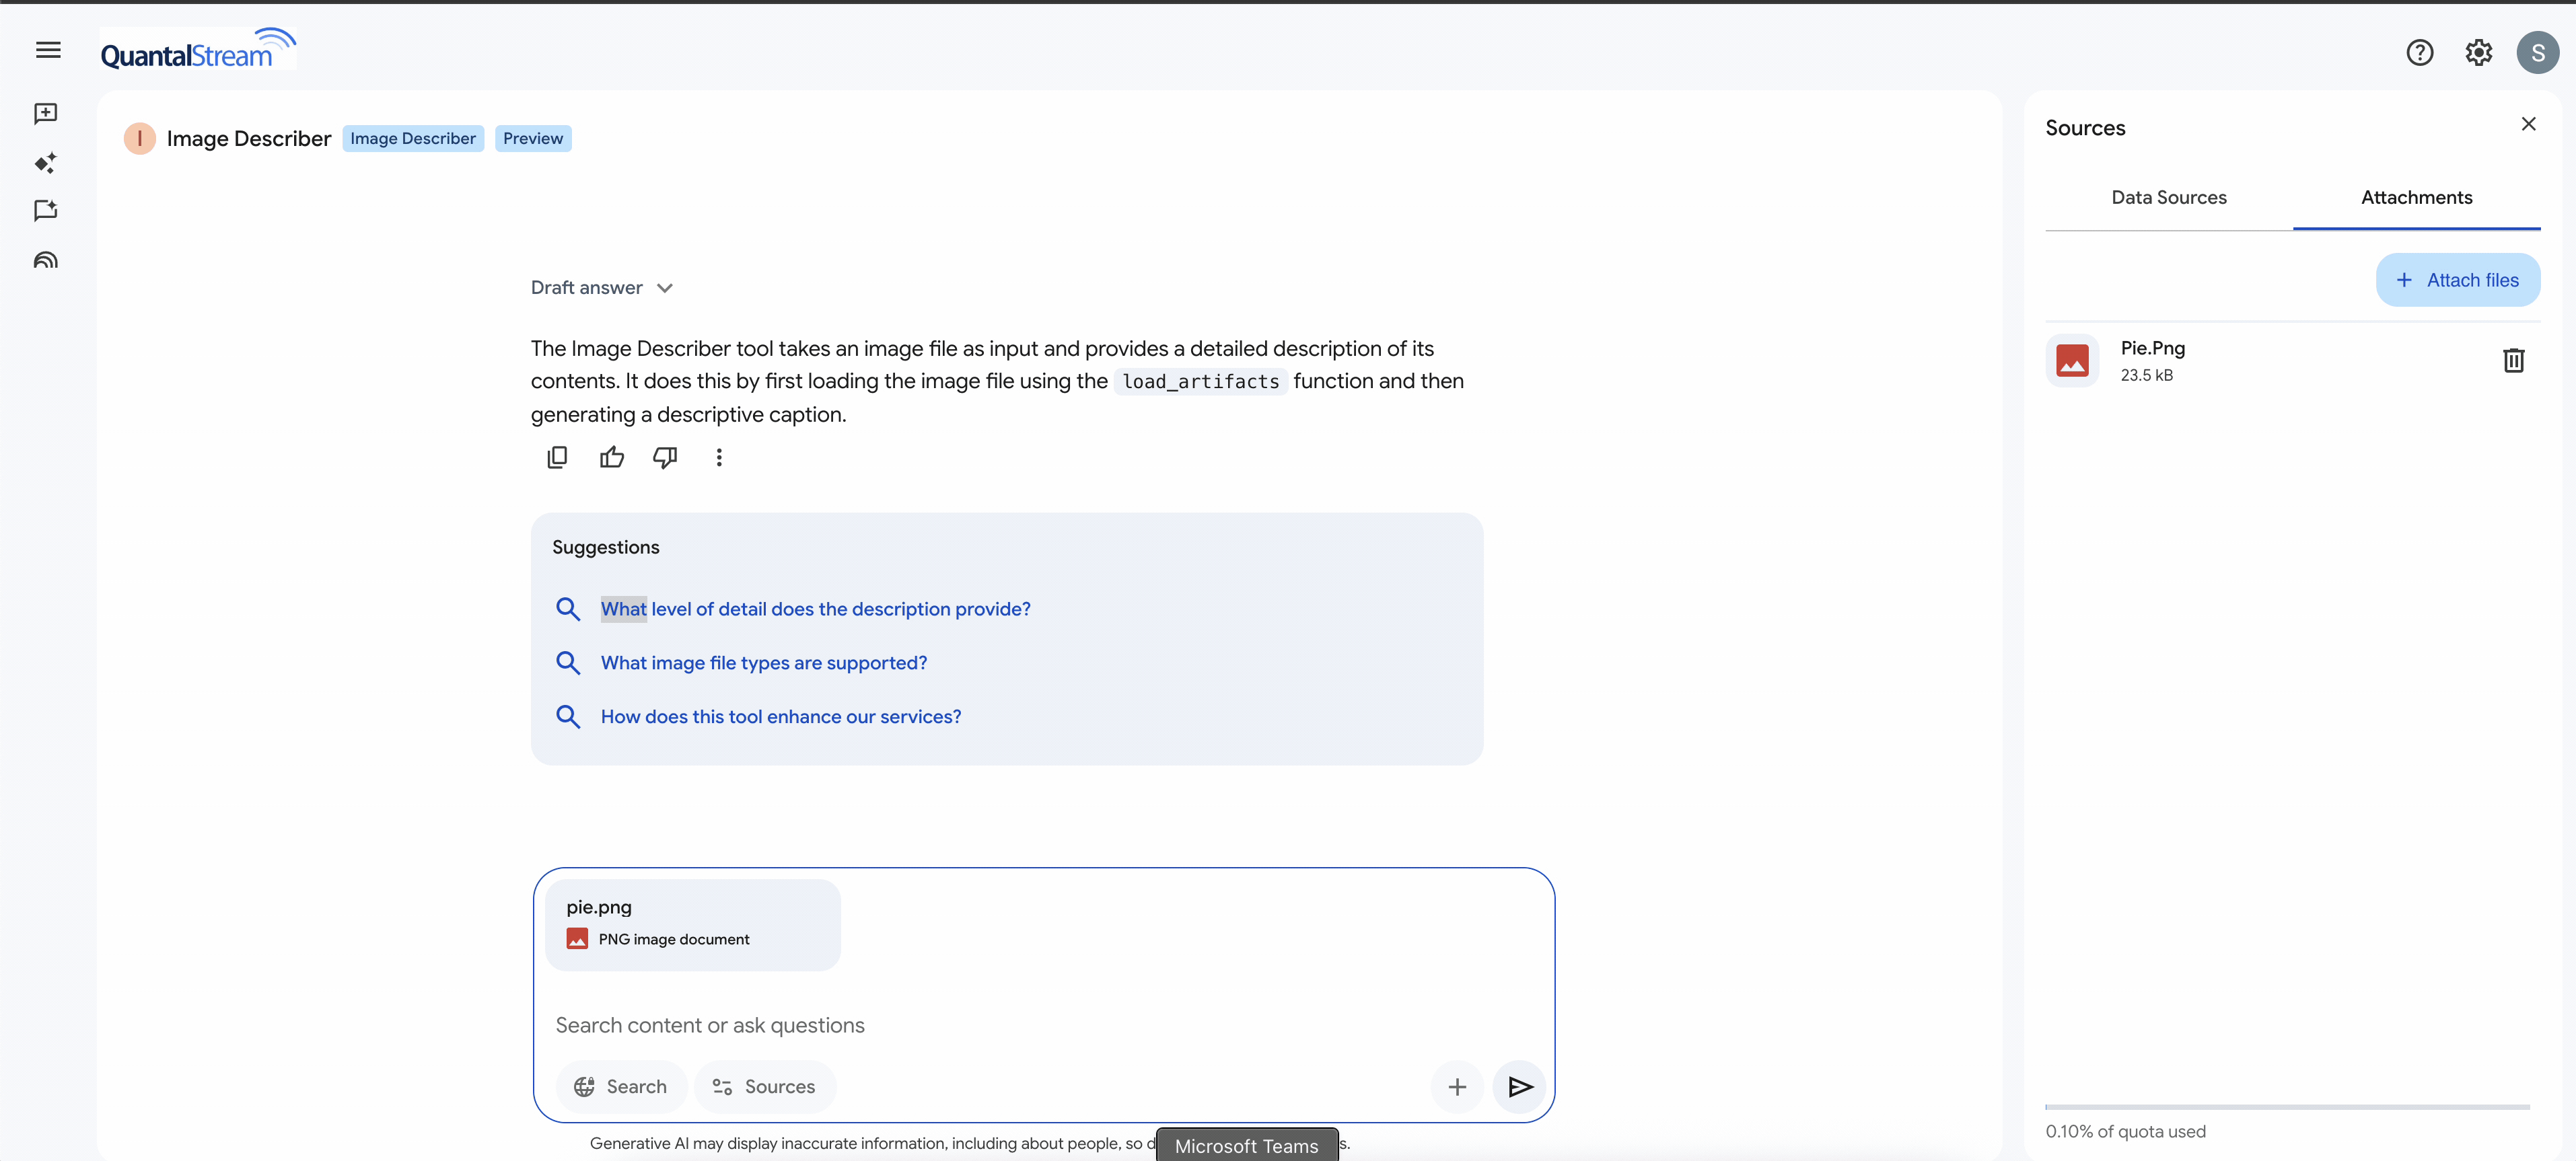 QuantalStream
S
I
Image Describer
Image Describer
Preview
Draft answer
The Image Describer tool takes an image file as input and provides a detailed description of its
contents. It does this by first loading the image file using the load_artifacts function and then
generating a descriptive caption.
Suggestions
What level of detail does the description provide?
What image file types are supported?
How does this tool enhance our services?
pie.png
PNG image document
Search content or ask questions
Search
Sources
Generative AI may display inaccurate information, including about people, so d
Microsoft Teams
s.
Sources
Data Sources
Attachments
+ Attach files
Pie.Png
23.5 kB
0.10% of quota used